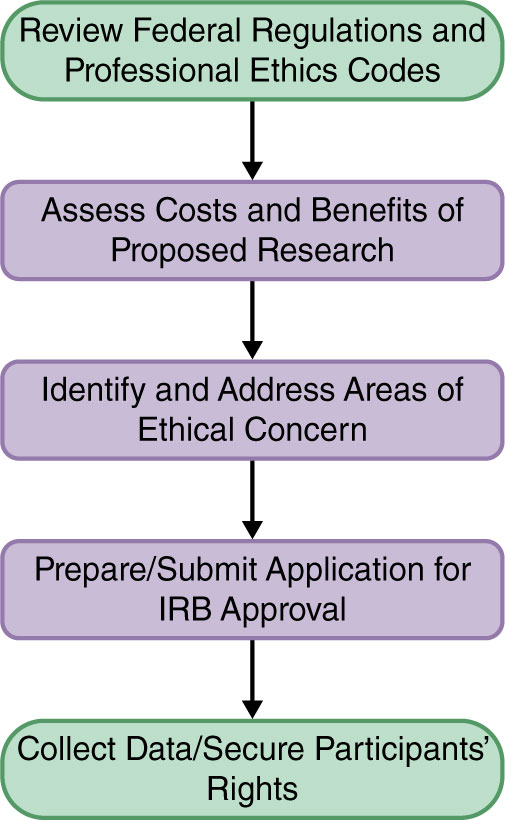 Review Federal Regulations and
Professional Ethics Codes
Assess Costs and Benefits of
Proposed Research
Identify and Address Areas of
Ethical Concern
Prepare/Submit Application for
IRB Approval
Collect Data/Secure Participants’
Rights